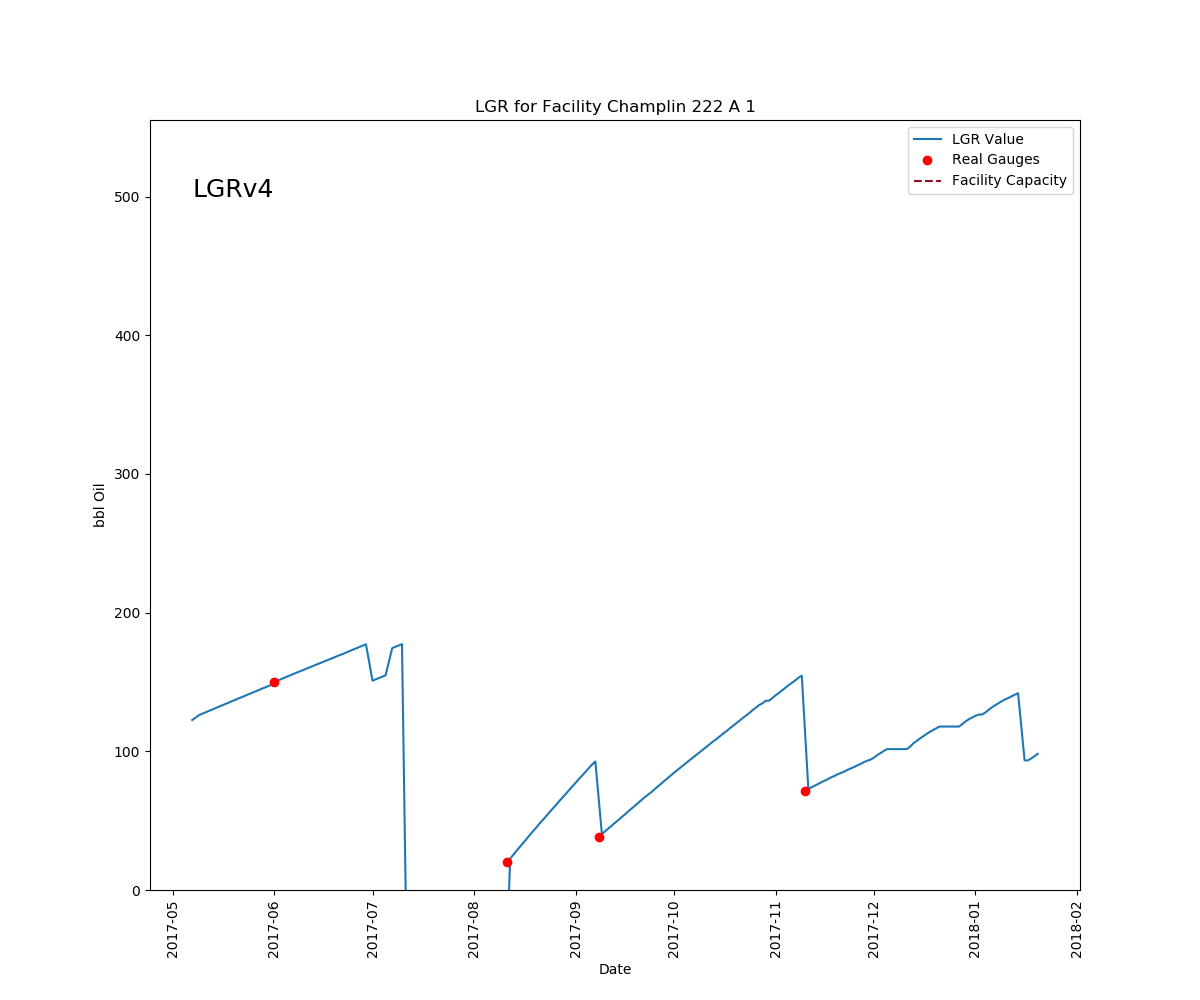 LGR for Facility Champlin 222 A 1
LGR Value
Real Gauges
Facility Capacity
LGRv4
500
400
300
200
100
0
bbl Oil
2017-05
2017-06
2017-07
2017-08
2017-09
2017-10
2017-11
2017-12
2018-01
2018-02
Date